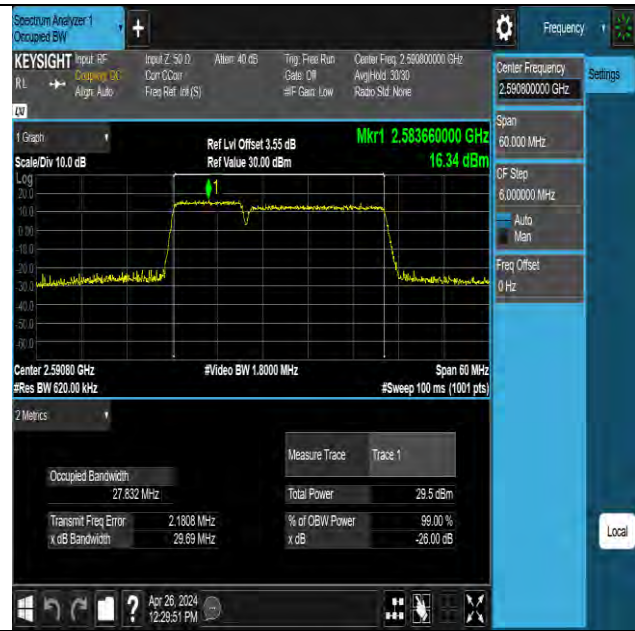 Spectrum Analyzer 1
Occupied BW
Frequency
KEYSIGHT
Input: RF
Input Z: 50 Ω
Atten: 40 dB
Trig: Free Run
Center Freq: 2.590800000 GHz
RL
Coupling: DC
Corr CCorr
Gate: Off
Avg|Hold: 30/30
Align: Auto
Freq Ref: Int (S)
#IF Gain: Low
Radio Std: None
LXI
Center Frequency
2.590800000 GHz
Settings
Span
60.000 MHz
CF Step
6.000000 MHz
Auto
Man
Freq Offset
0 Hz
Local
1 Graph
Ref Lvl Offset 3.55 dB
Mkr1 2.583660000 GHz
Scale/Div 10.0 dB
Ref Value 30.00 dBm
16.34 dBm
Log
20.0
1
10.0
0.00
-10.0
-20.0
-30.0
-40.0
-50.0
-60.0
Center 2.59080 GHz
#Video BW 1.8000 MHz
Span 60 MHz
#Res BW 620.00 kHz
#Sweep 100 ms (1001 pts)
2 Metrics
Measure Trace
Trace 1
Occupied Bandwidth
27.832 MHz
Total Power
29.5 dBm
Transmit Freq Error
2.1808 MHz
% of OBW Power
99.00 %
x dB Bandwidth
29.69 MHz
x dB
-26.00 dB
Apr 26, 2024
12:29:51 PM